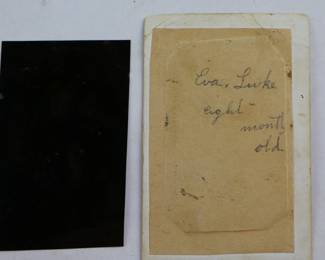 Eva. Luke
eight
month
old